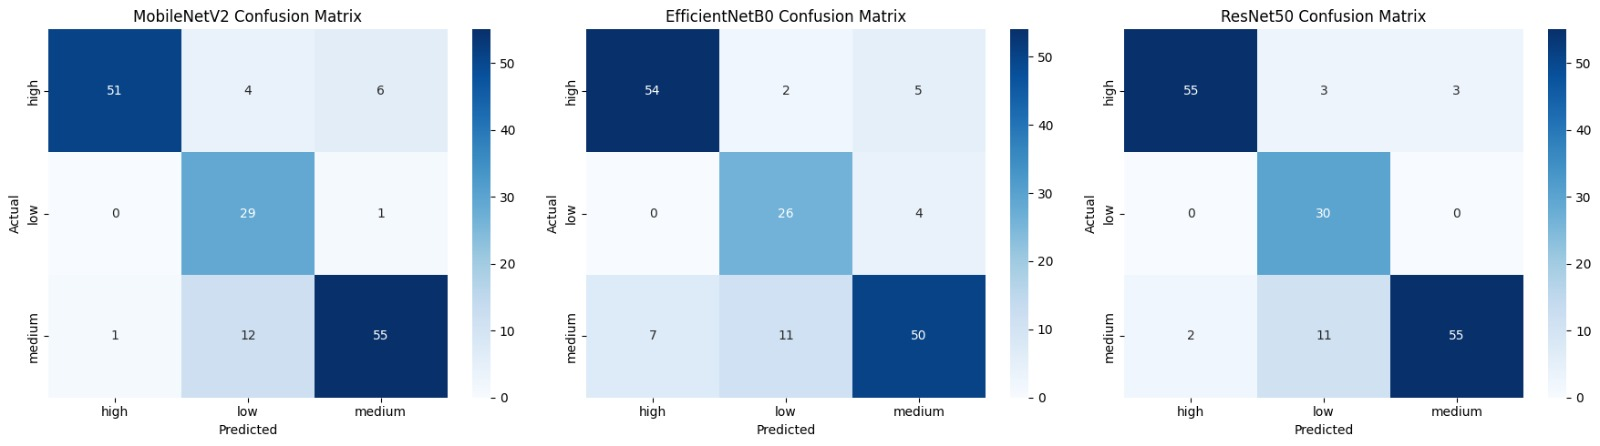 MobileNetV2 Confusion Matrix
high
low
medium
Actual
51 4 6
0 29 1
1 12 55
high low medium
Predicted
50
40
30
20
10
0
EfficientNetB0 Confusion Matrix
high
low
medium
Actual
54 2 5
0 26 4
7 11 50
high low medium
Predicted
50
40
30
20
10
0
ResNet50 Confusion Matrix
high
low
medium
Actual
55 3 3
0 30 0
2 11 55
high low medium
Predicted
50
40
30
20
10
0